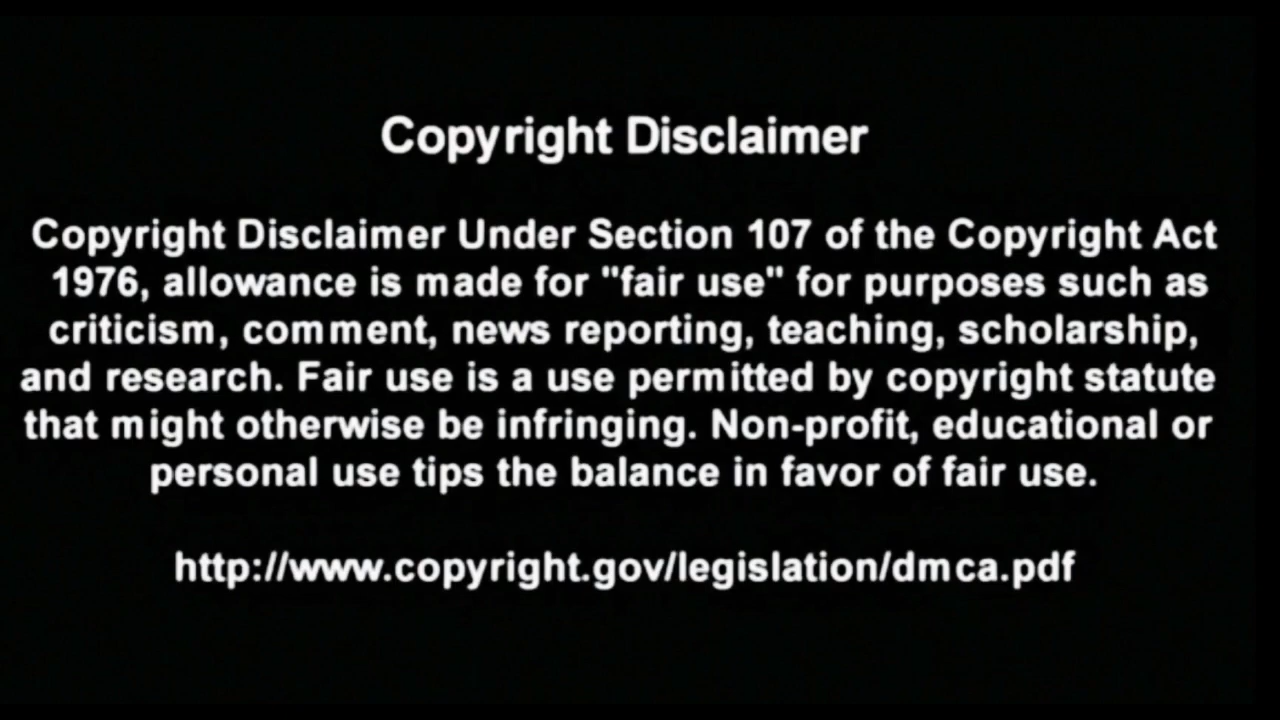 Copyright Disclaimer
Copyright Disclaimer Under Section 107 of the Copyright Act
1976, allowance is made for "fair use" for purposes such as
criticism, comment, news reporting, teaching, scholarship,
and research. Fair use is a use permitted by copyright statute
that might otherwise be infringing. Non-profit, educational or
personal use tips the balance in favor of fair use.
http://www.copyright.gov/legislation/dmca.pdf